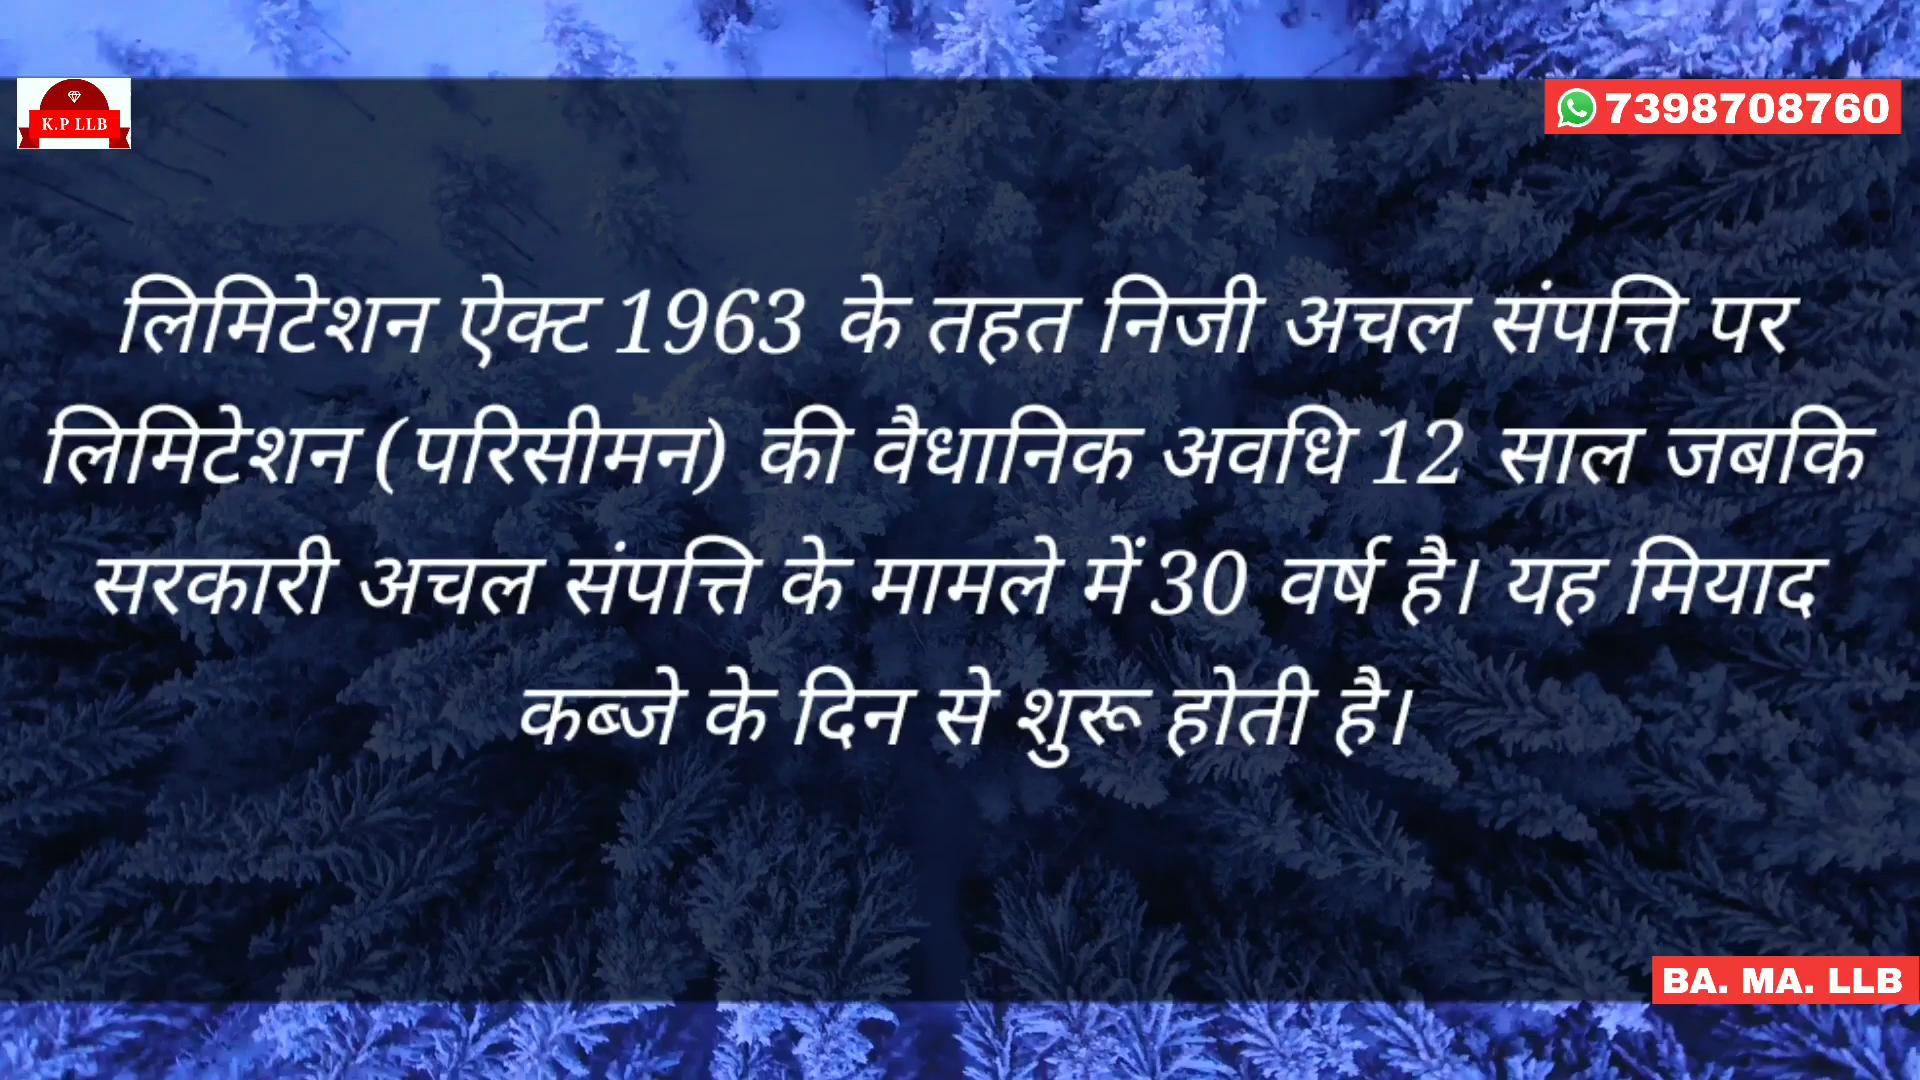 K.P LLB
7398708760
लिमिटेशन ऐक्ट 1963 के तहत निजी अचल संपत्ति पर
लिमिटेशन (परिसीमन) की वैधानिक अवधि 12 साल जबकि
सरकारी अचल संपत्ति के मामले में 30 वर्ष है। यह मियाद
कब्जे के दिन से शुरू होती है।
BA. MA. LLB